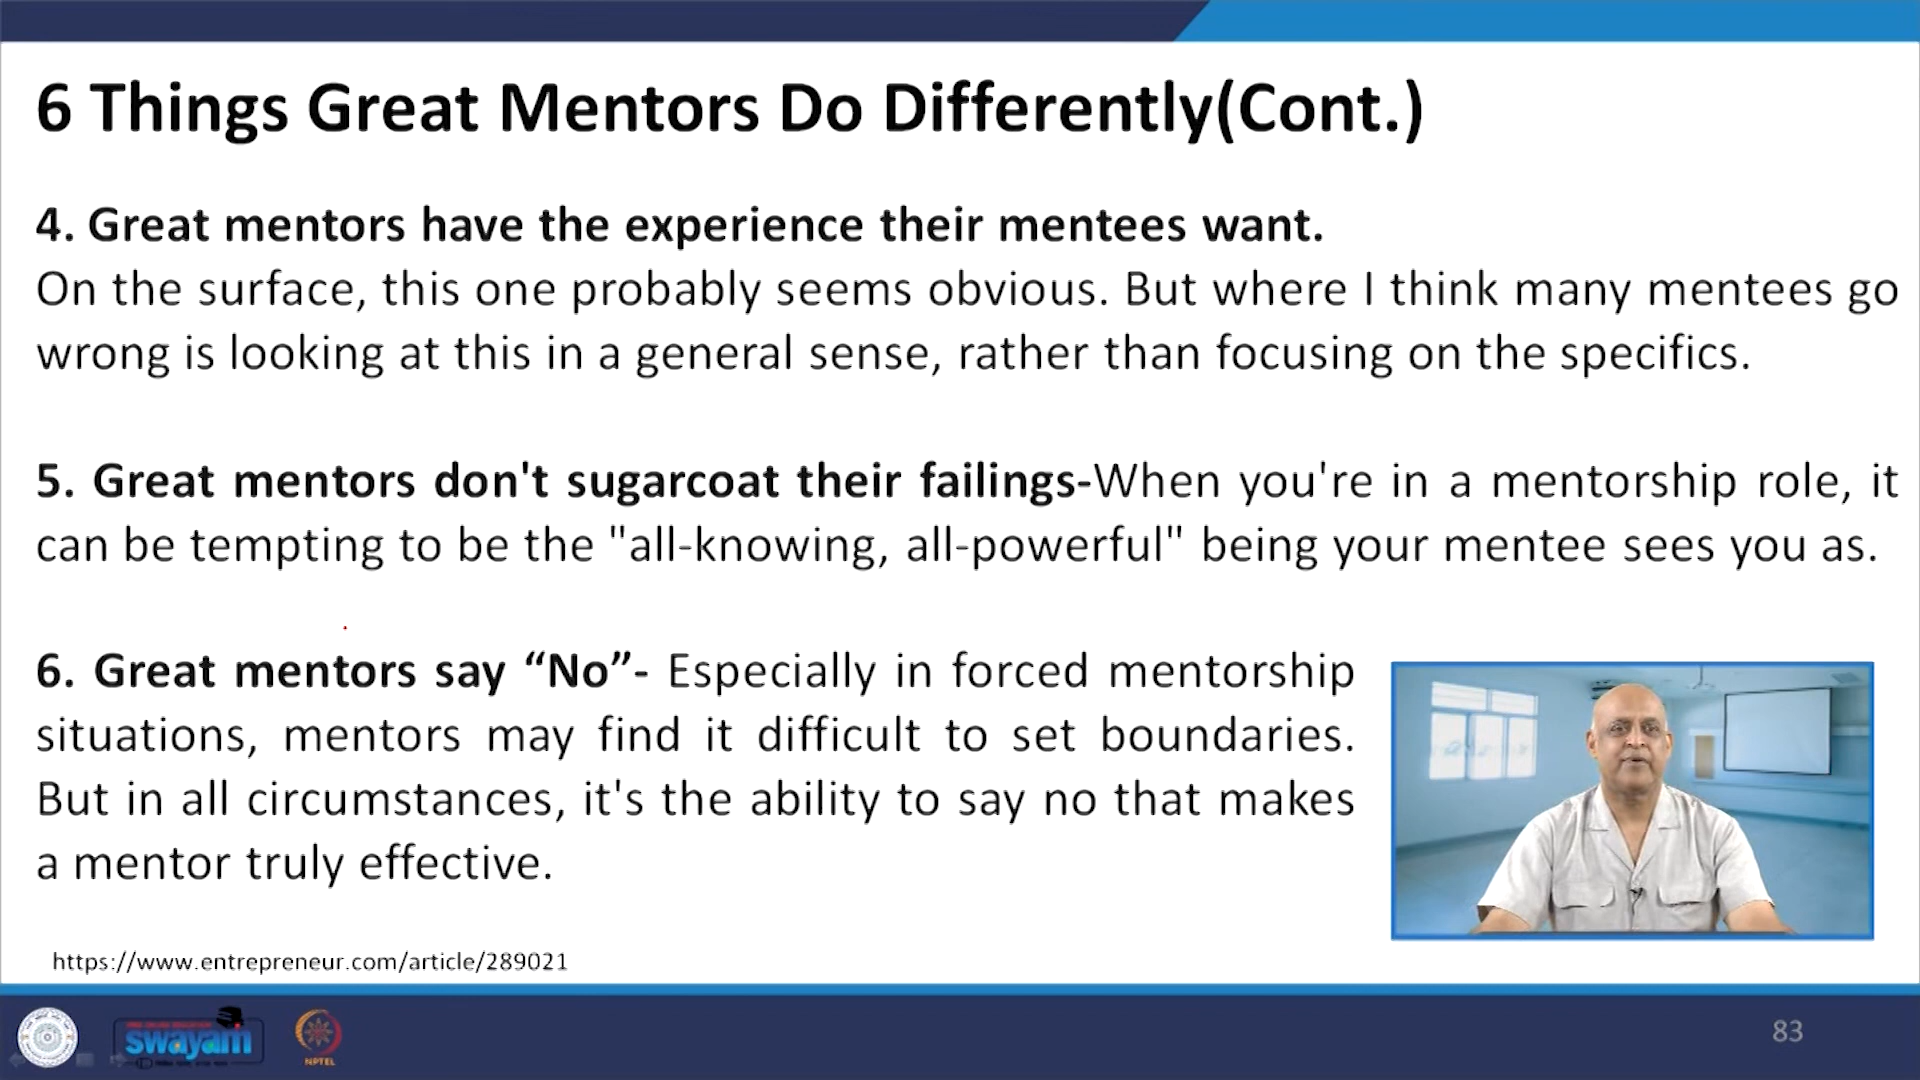 6 Things Great Mentors Do Differently(Cont.)
4. Great mentors have the experience their mentees want.
On the surface, this one probably seems obvious. But where I think many mentees go
wrong is looking at this in a general sense, rather than focusing on the specifics.
5. Great mentors don't sugarcoat their failings-When you're in a mentorship role, it
can be tempting to be the "all-knowing, all-powerful" being your mentee sees you as.
6. Great mentors say “No”- Especially in forced mentorship
situations, mentors may find it difficult to set boundaries.
But in all circumstances, it's the ability to say no that makes
a mentor truly effective.
https://www.entrepreneur.com/article/289021
swayam
NPTEL
83